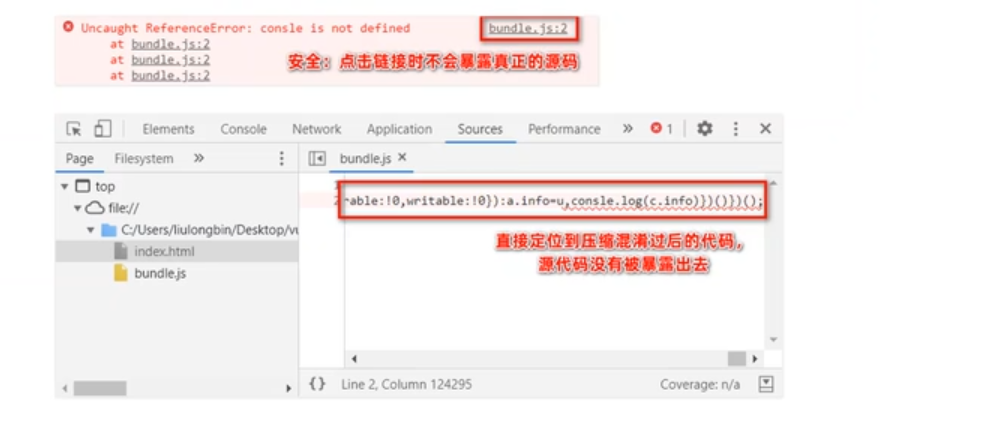 Uncaught ReferenceError: consle is not defined bundle.js:2
at bundle.js:2
at bundle.js:2
at bundle.js:2
安全：点击链接时不会暴露真正的源码
Elements Console Network Application Sources Performance » 1
Page Filesystem » bundle.js ×
top
file://
C:/Users/liulongbin/Desktop/vu
index.html
bundle.js
1
2
rable:!0,writable:!0}):a.info=u,consle.log(c.info)})()})();
直接定位到压缩混淆过后的代码，
源代码没有被暴露出去
{} Line 2, Column 124295 Coverage: n/a